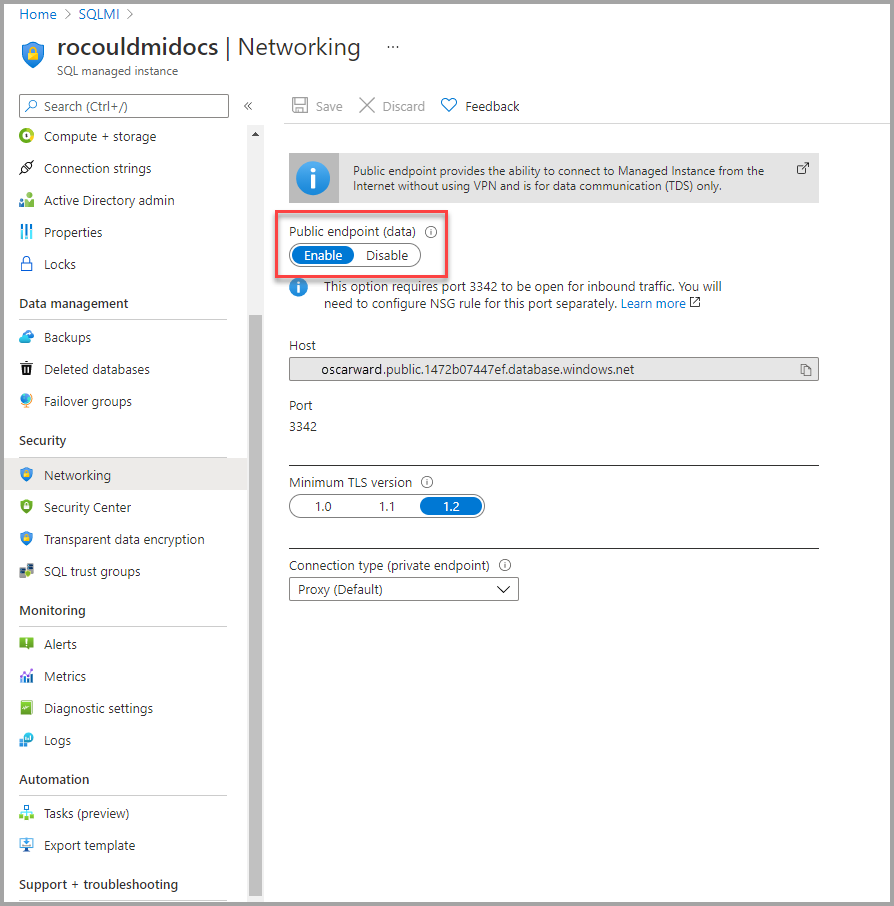 Home > SQLMI >
rocouldmidocs | Networking ...
SQL managed instance
Search (Ctrl+/)
«
Compute + storage
Connection strings
Active Directory admin
Properties
Locks
Data management
Backups
Deleted databases
Failover groups
Security
Networking
Security Center
Transparent data encryption
SQL trust groups
Monitoring
Alerts
Metrics
Diagnostic settings
Logs
Automation
Tasks (preview)
Export template
Support + troubleshooting
Save Discard Feedback
Public endpoint provides the ability to connect to Managed Instance from the
Internet without using VPN and is for data communication (TDS) only.
Public endpoint (data)
Enable Disable
This option requires port 3342 to be open for inbound traffic. You will
need to configure NSG rule for this port separately. Learn more
Host
oscarward.public.1472b07447ef.database.windows.net
Port
3342
Minimum TLS version
1.0 1.1 1.2
Connection type (private endpoint)
Proxy (Default)